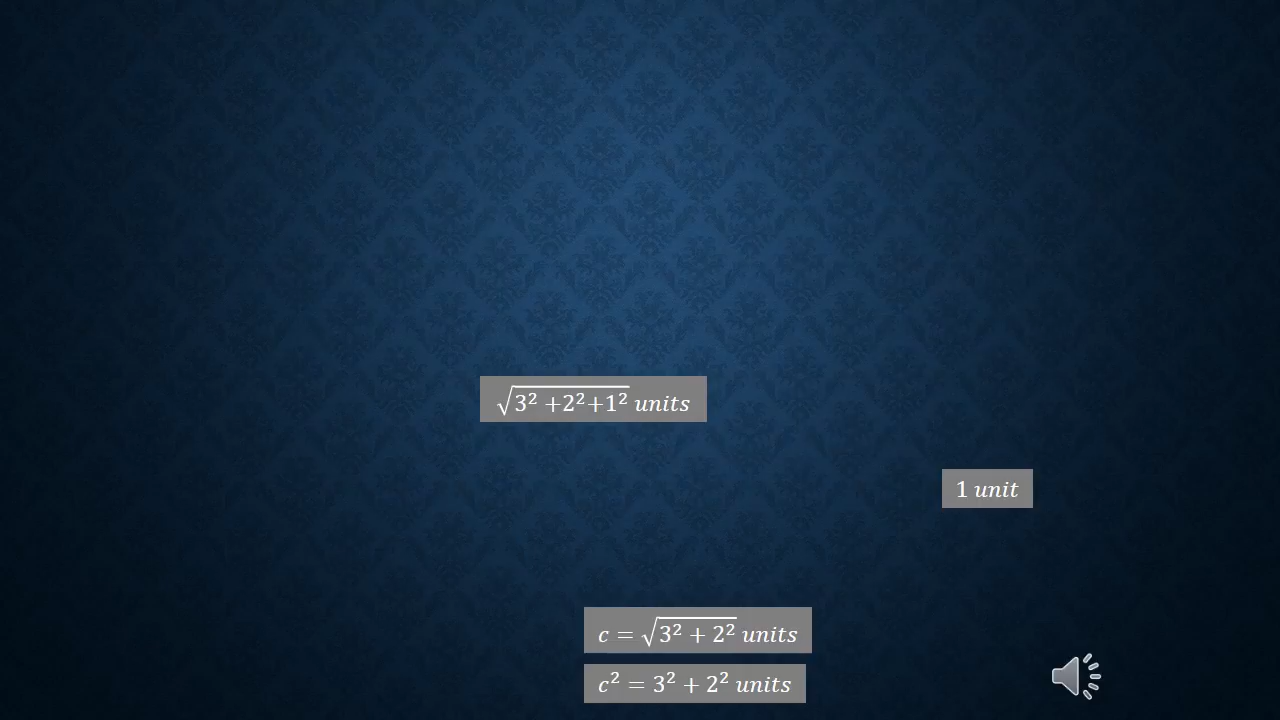 √(3² +2²+1²) units
1 unit
c = √(3² + 2²) units
c² = 3² + 2² units